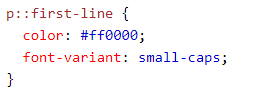 p::first-line {
  color: #ff0000;
  font-variant: small-caps;
}